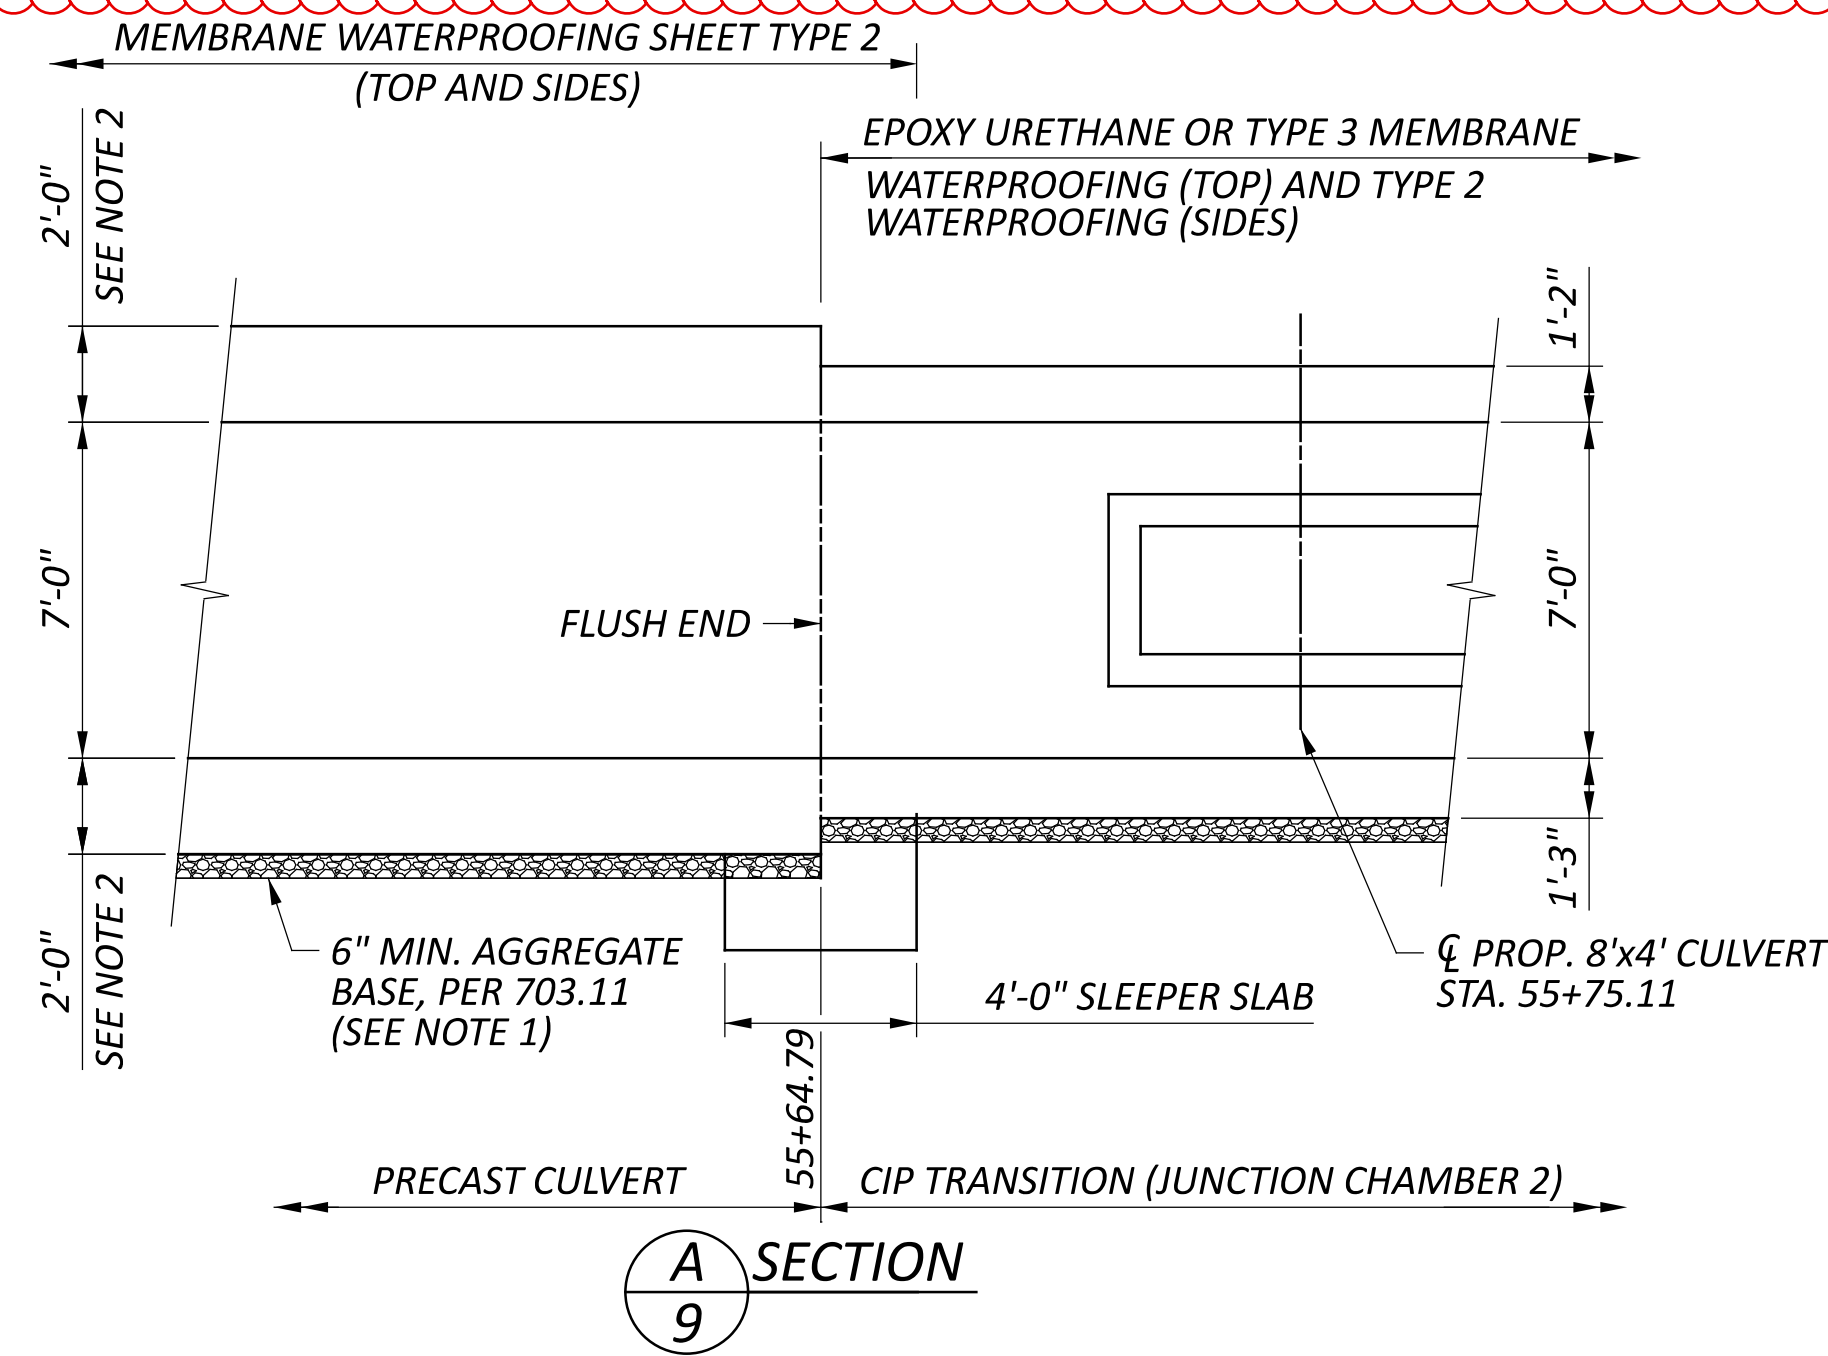 MEMBRANE WATERPROOFING SHEET TYPE 2
(TOP AND SIDES)
EPOXY URETHANE OR TYPE 3 MEMBRANE
WATERPROOFING (TOP) AND TYPE 2
WATERPROOFING (SIDES)
2'-0"
SEE NOTE 2
1'-2"
7'-0"
FLUSH END
7'-0"
2'-0"
SEE NOTE 2
1'-3"
6" MIN. AGGREGATE
BASE, PER 703.11
(SEE NOTE 1)
4'-0" SLEEPER SLAB
℄ PROP. 8'x4' CULVERT
STA. 55+75.11
55+64.79
PRECAST CULVERT
CIP TRANSITION (JUNCTION CHAMBER 2)
A
9
SECTION